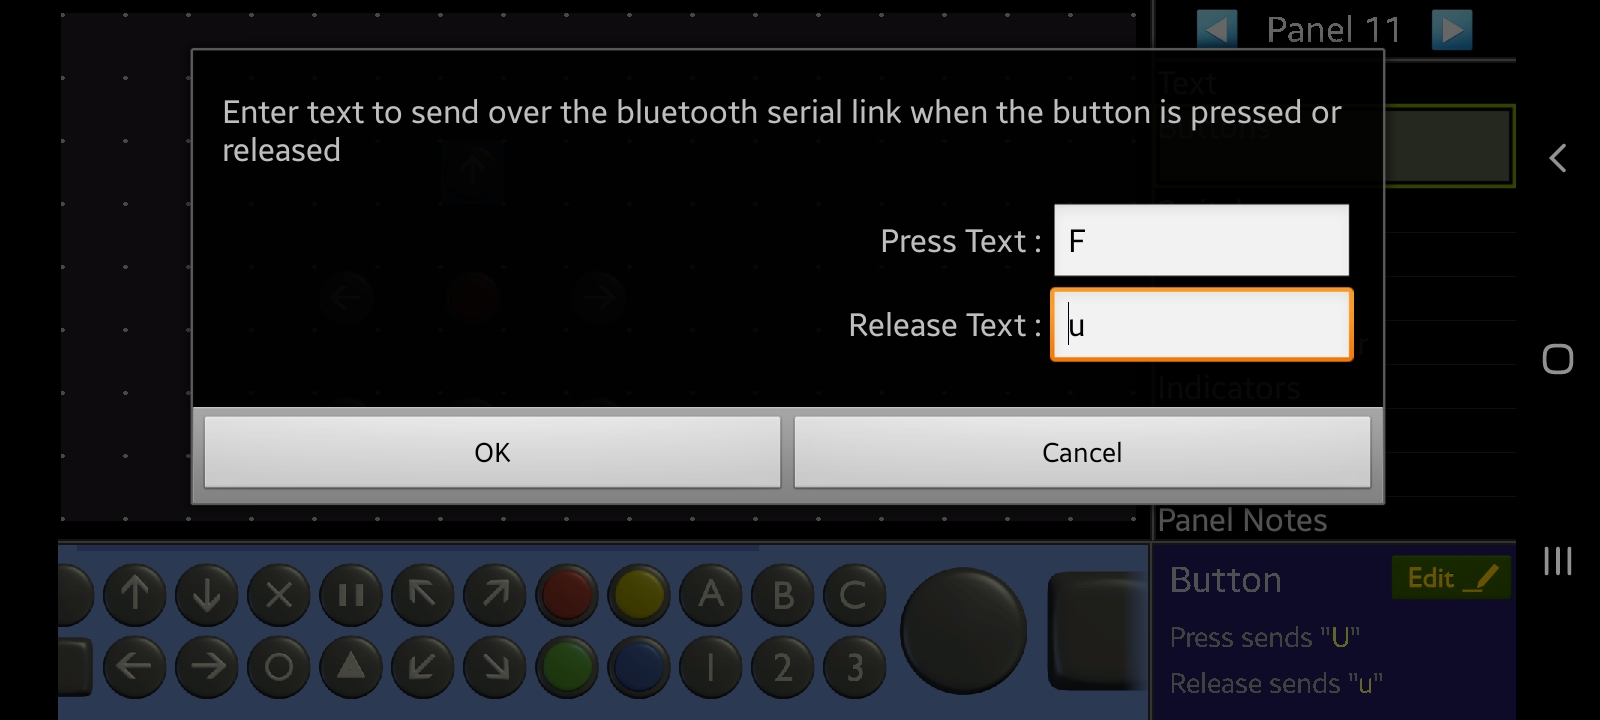 Panel 11
Text
Enter text to send over the bluetooth serial link when the button is pressed or
released
Buttons
Press Text :
F
Release Text :
u
Indicators
OK
Cancel
Panel Notes
A
B
C
1
2
3
Button
Edit
Press sends "U"
Release sends "u"